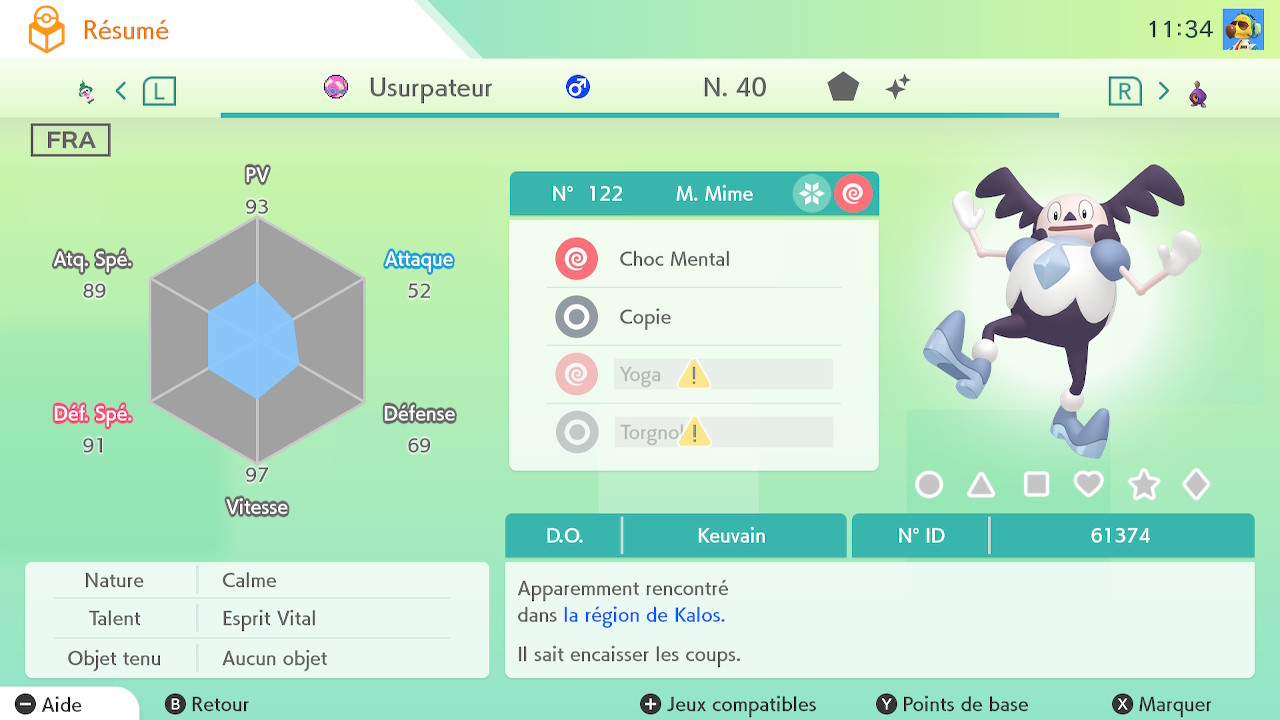 Résumé
11:34
L
Usurpateur
N. 40
R
FRA
PV
93
Atq. Spé.
89
Attaque
52
Déf. Spé.
91
Défense
69
97
Vitesse
N° 122 M. Mime
Choc Mental
Copie
Yoga
D.O. Keuvain
N° ID 61374
Nature Calme
Talent Esprit Vital
Objet tenu Aucun objet
Apparemment rencontré
dans la région de Kalos.
Il sait encaisser les coups.
Aide
B Retour
Jeux compatibles
Y Points de base
X Marquer